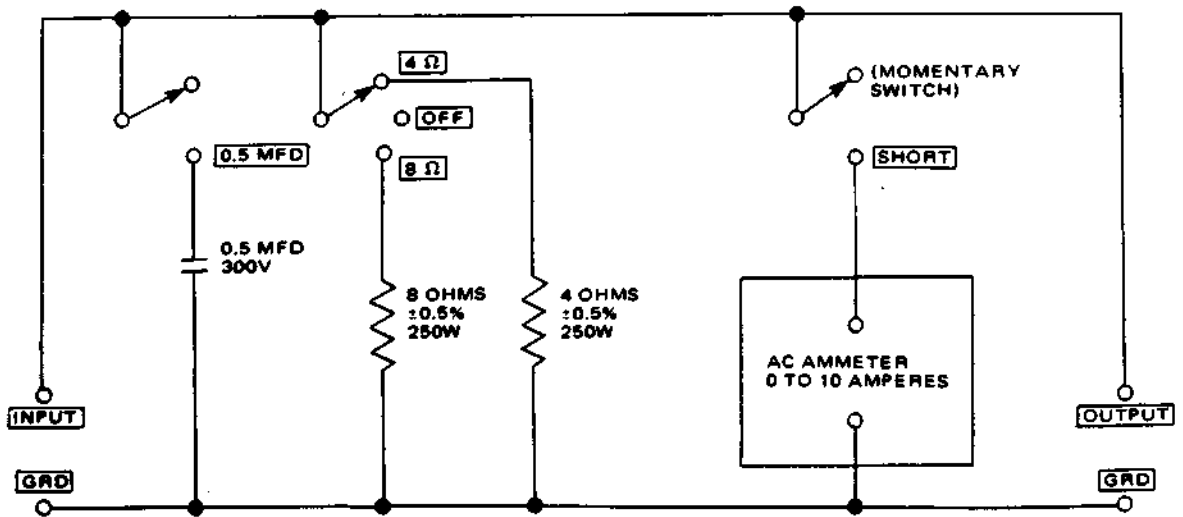 4 Ω
(MOMENTARY
SWITCH)
OFF
0.5 MFD
8 Ω
SHORT
0.5 MFD
300V
8 OHMS
±0.5%
250W
4 OHMS
±0.5%
250W
AC AMMETER
0 TO 10 AMPERES
INPUT
OUTPUT
GRD
GRD